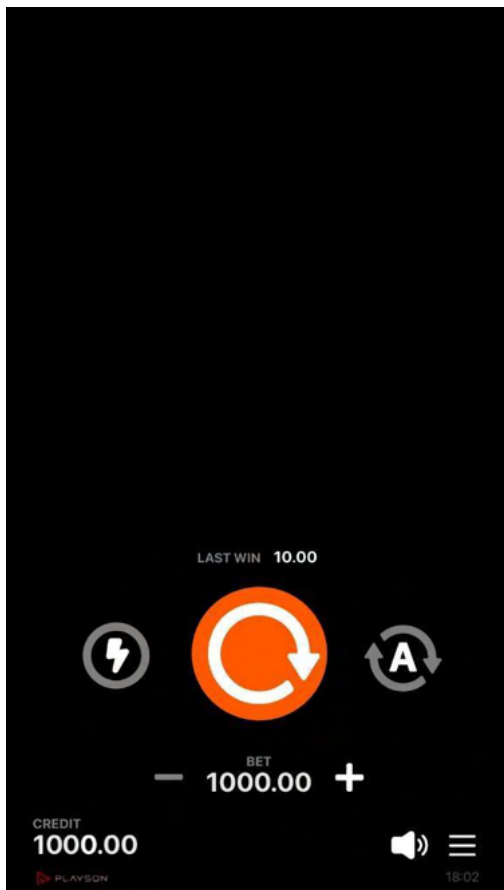 LAST WIN 10.00
A
BET
1000.00
CREDIT
1000.00
PLAYSON
18:02